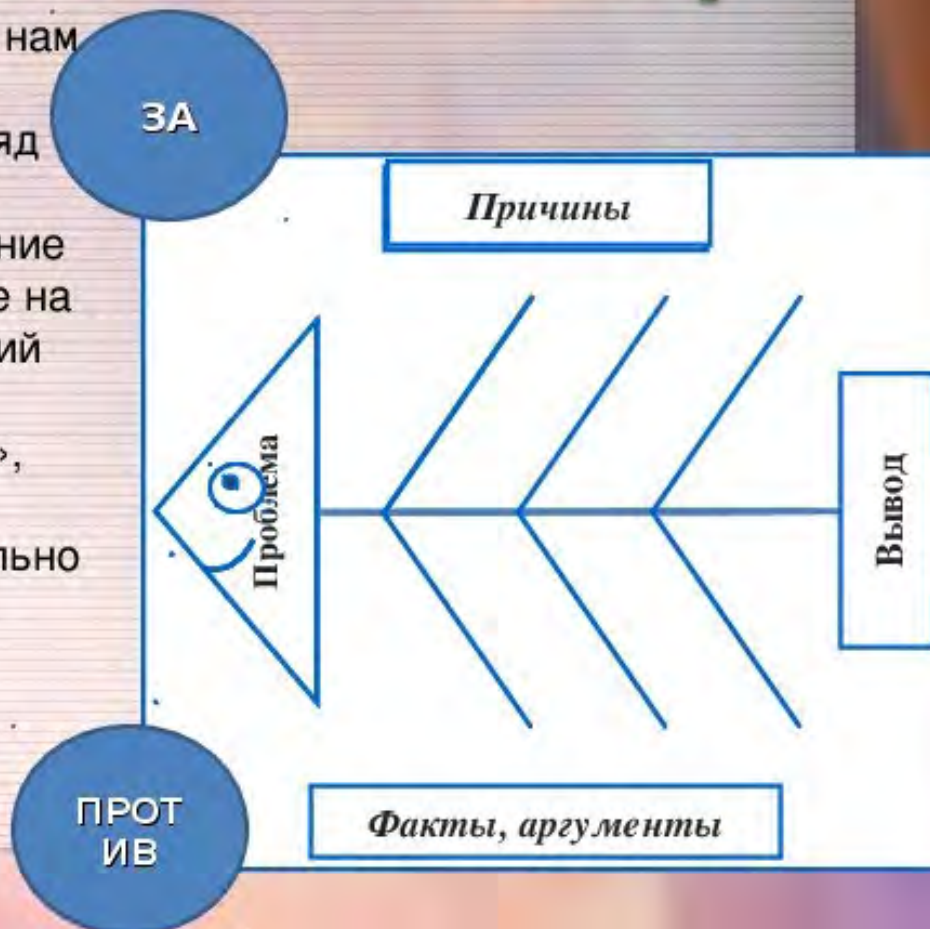 нам
ЗА
яд
Причины
ние
е на
ий
Проблема
Вывод
»,
льно
ПРОТ
ИВ
Факты, аргументы